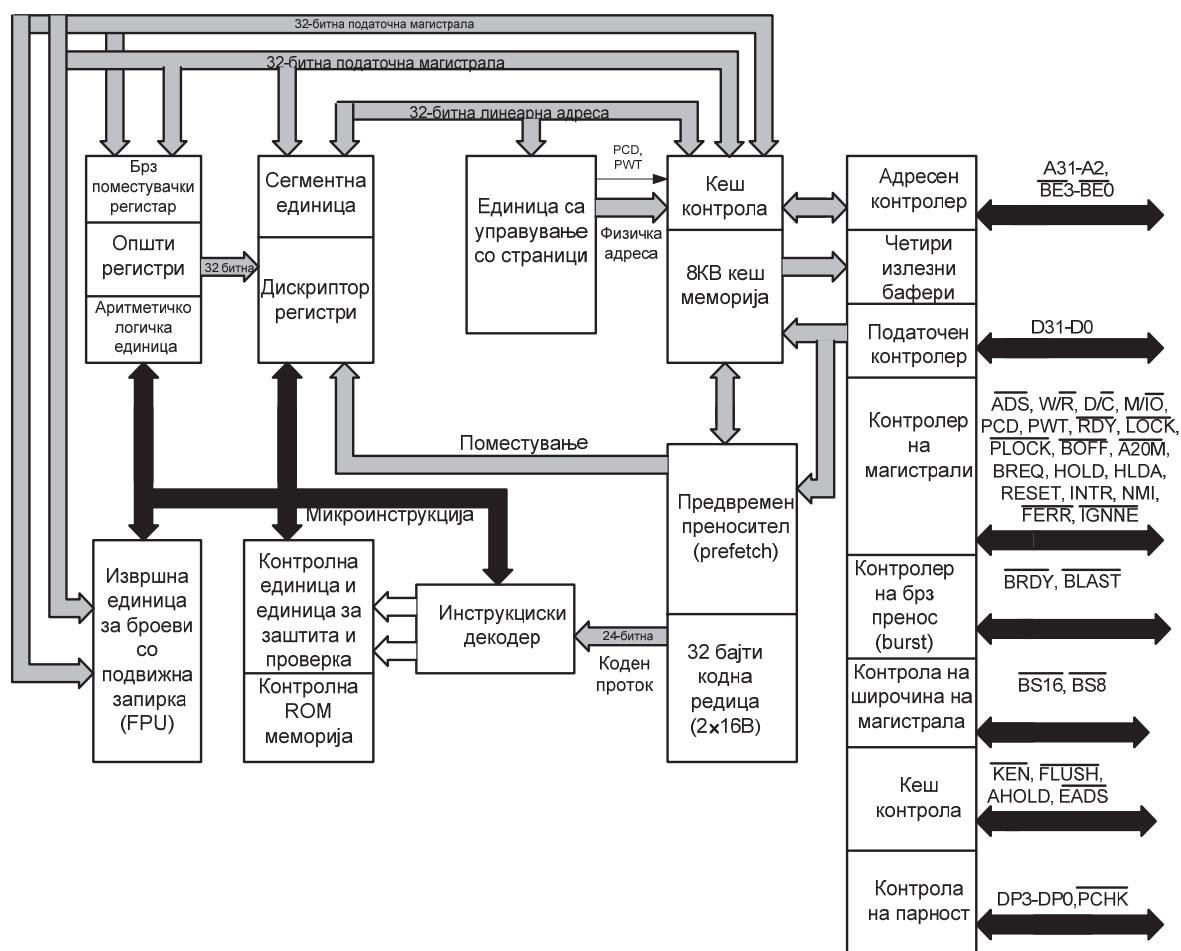 32-битна податочна магистрала
32-битна податочна магистрала
32-битна линеарна адреса
Брз
поместувачки
регистар
Општи
регистри
Аритметичко
логичка
единица
32 битна
Сегментна
единица
Дискриптор
регистри
Единица са
управување
со страници
PCD,
PWT
Физичка
адреса
Кеш
контрола
8KB кеш
меморија
Адресен
контролер
Четири
излезни
бафери
Податочен
контролер
Контролер
на
магистрали
Контролер
на брз
пренос
(burst)
Контрола на
широчина на
магистрала
Кеш
контрола
Контрола
на парност
A31-A2,
BE3-BE0
D31-D0
ADS, W/R, D/C, M/IO,
PCD, PWT, RDY, LOCK,
PLOCK, BOFF, A20M,
BREQ, HOLD, HLDA,
RESET, INTR, NMI,
FERR, IGNNE
BRDY, BLAST
BS16, BS8
KEN, FLUSH,
AHOLD, EADS
DP3-DP0,PCHK
Поместување
Микроинструкција
Предвремен
преносител
(prefetch)
32 бајти
кодна
редица
(2x16B)
24-битна
Коден
проток
Инструкциски
декодер
Контролна
единица и
единица за
заштита и
проверка
Контролна
ROM
меморија
Извршна
единица
за броеви
со
подвижна
запирка
(FPU)